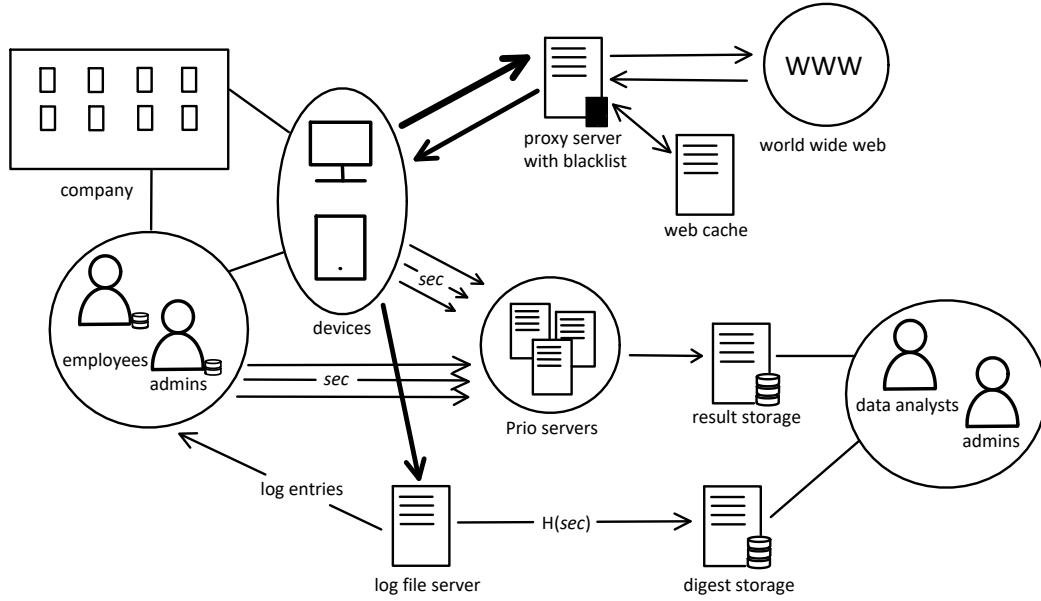 WWW
proxy server
with blacklist
world wide web
company
web cache
sec
devices
employees
admins
sec
Prio servers
result storage
data analysts
admins
log entries
H(sec)
log file server
digest storage